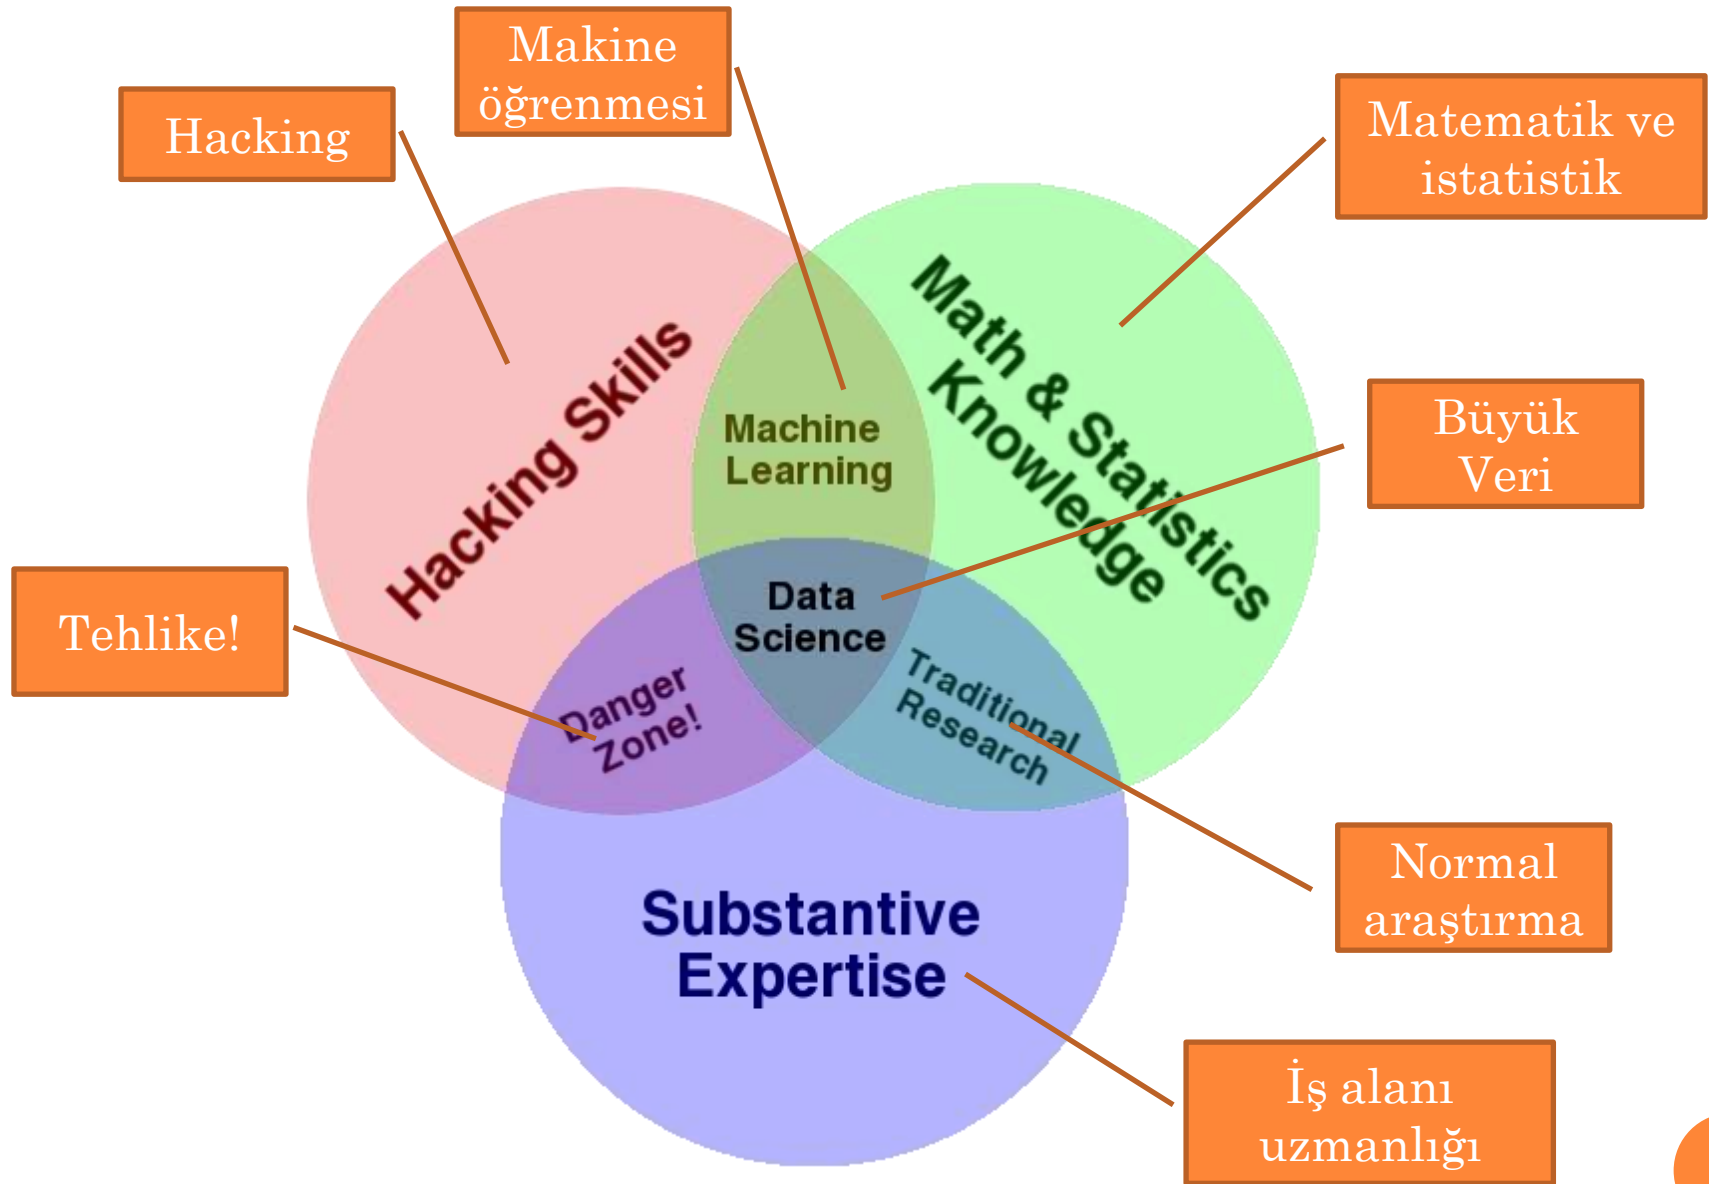 Makine
öğrenmesi
Hacking
Matematik ve
istatistik
Hacking Skills
Math & Statistics
Knowledge
Machine
Learning
Büyük
Veri
Tehlike!
Data
Science
Danger
Zone!
Traditional
Research
Normal
araştırma
Substantive
Expertise
İş alanı
uzmanlığı